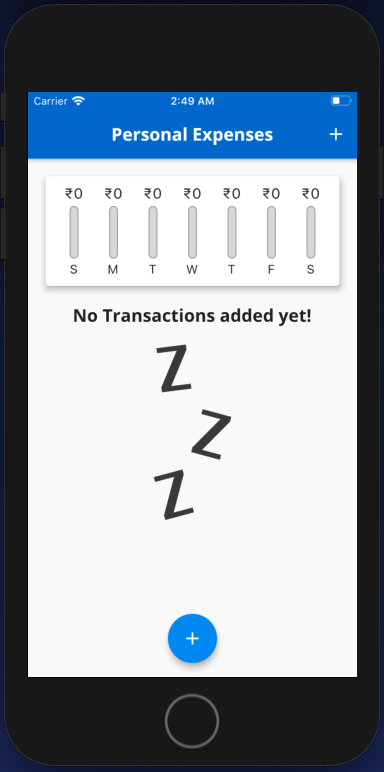 Carrier 2:49 AM
Personal Expenses +
₹0 ₹0 ₹0 ₹0 ₹0 ₹0 ₹0
S M T W T F S
No Transactions added yet!
Z
Z
Z
+